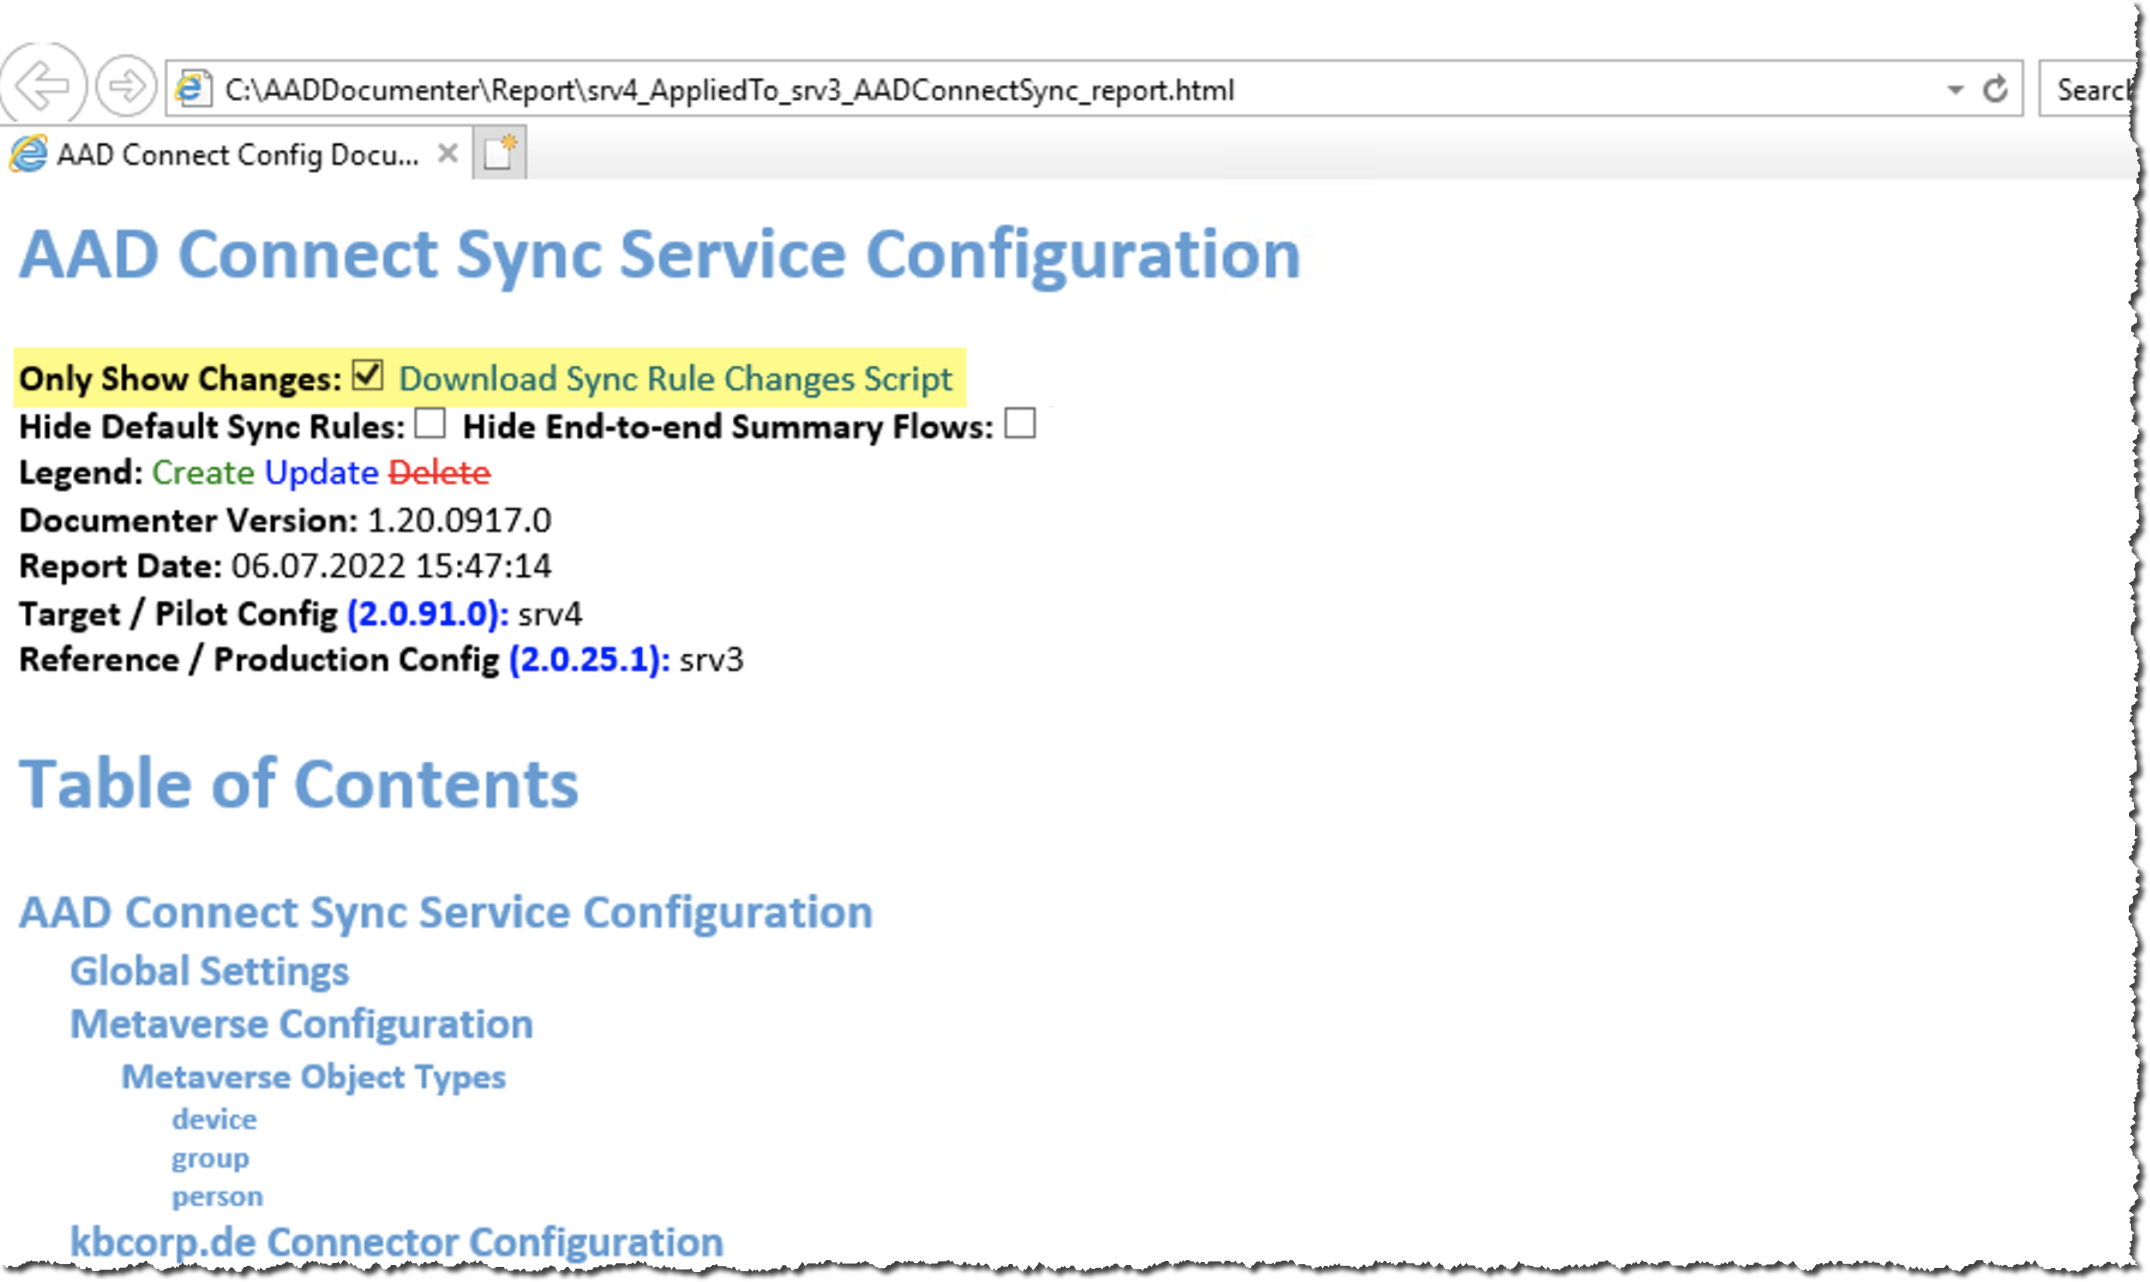 C:\AADDocumenter\Report\srv4_AppliedTo_srv3_AADConnectSync_report.html
Search
AAD Connect Config Docu...
AAD Connect Sync Service Configuration
Only Show Changes: Download Sync Rule Changes Script
Hide Default Sync Rules: Hide End-to-end Summary Flows:
Legend: Create Update Delete
Documenter Version: 1.20.0917.0
Report Date: 06.07.2022 15:47:14
Target / Pilot Config (2.0.91.0): srv4
Reference / Production Config (2.0.25.1): srv3
Table of Contents
AAD Connect Sync Service Configuration
Global Settings
Metaverse Configuration
Metaverse Object Types
device
group
person
kbcorp.de Connector Configuration